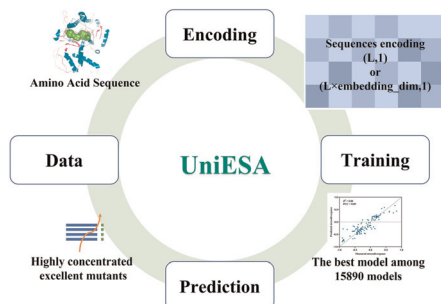 Encoding
Amino Acid Sequence
Sequences encoding
(L,1)
or
(L×embedding_dim,1)
Data
UniESA
Training
Highly concentrated
excellent mutants
Prediction
The best model among
15890 models